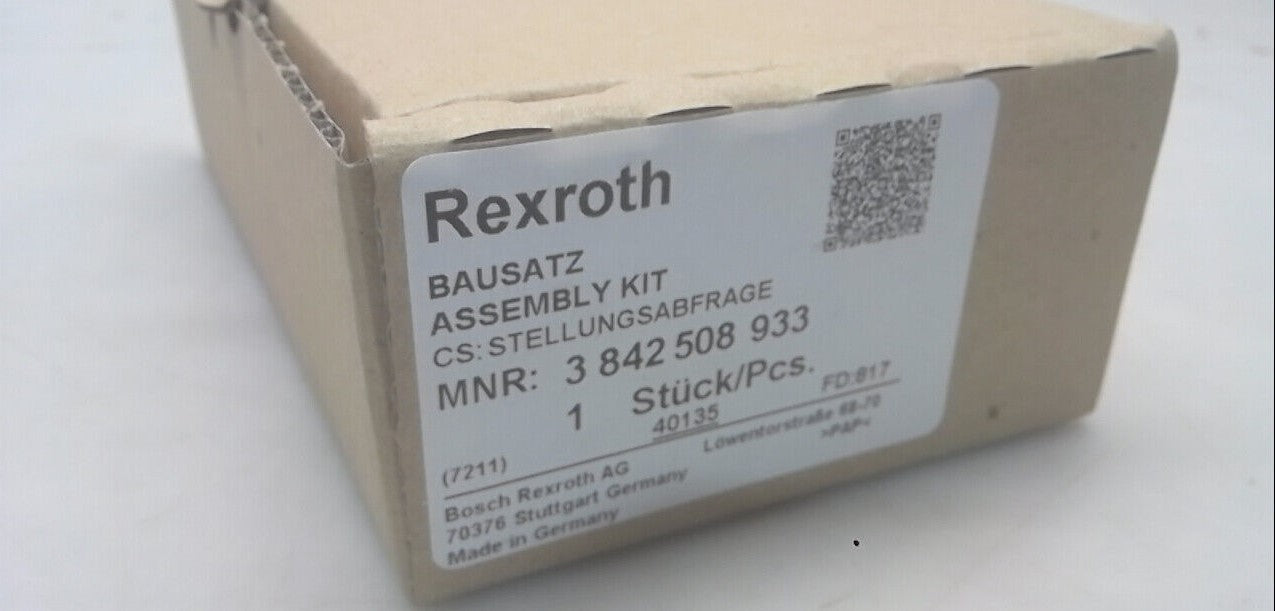 Rexroth
BAUSATZ
ASSEMBLY KIT
CS: STELLUNGSABFRAGE
MNR: 3 842 508 933
1 Stück/Pcs.
(7211) 40135 FD:817
Bosch Rexroth AG Löwentorstraße 68-70
70376 Stuttgart Germany >PAP<
Made in Germany